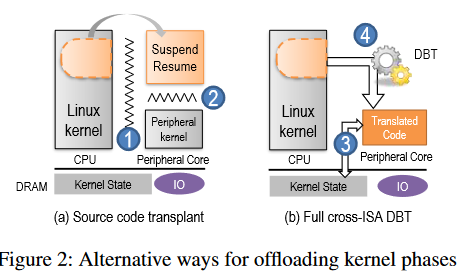 Suspend
Resume
2
Linux
kernel
1
Peripheral
kernel
CPU
Peripheral Core
DRAM
Kernel State
IO
(a) Source code transplant
4
DBT
Linux
kernel
Translated
Code
3
CPU
Peripheral Core
Kernel State
IO
(b) Full cross-ISA DBT
Figure 2: Alternative ways for offloading kernel phases